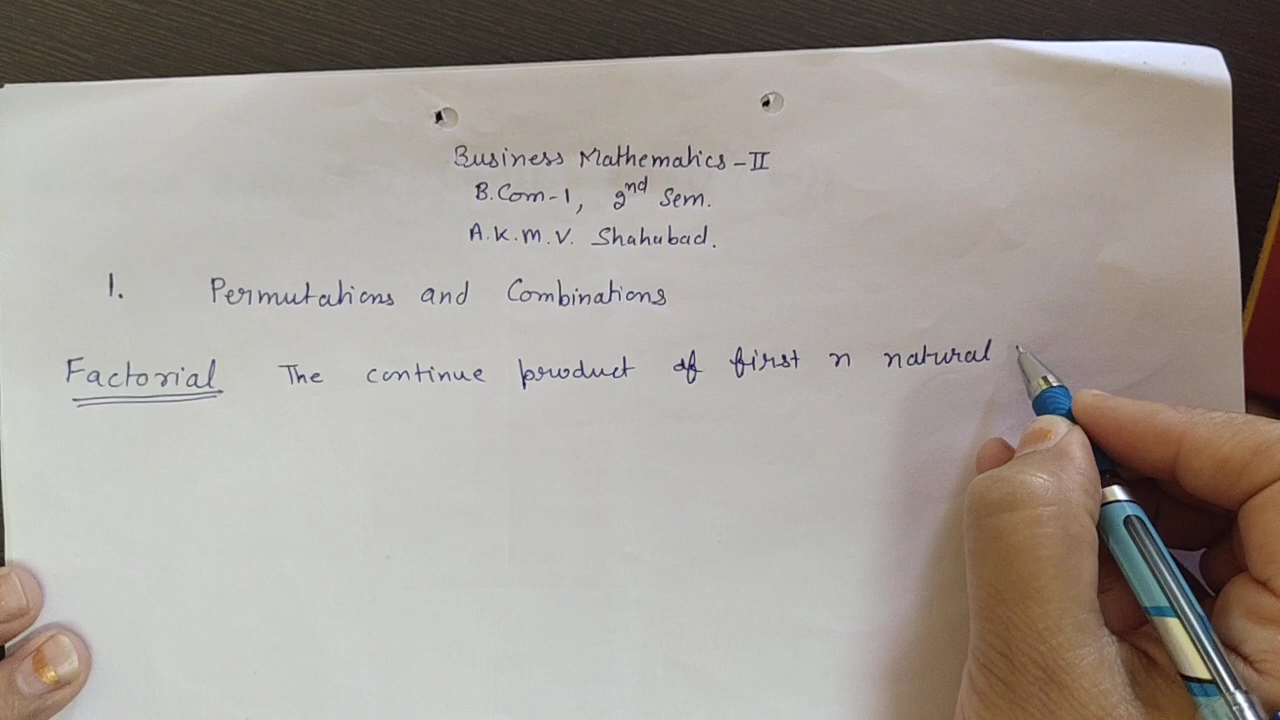 Business Mathematics - II
B.Com-1, 2nd Sem.
A.K.M.V. Shahabad.
1. Permutations and Combinations
Factorial The continue product of first n natural